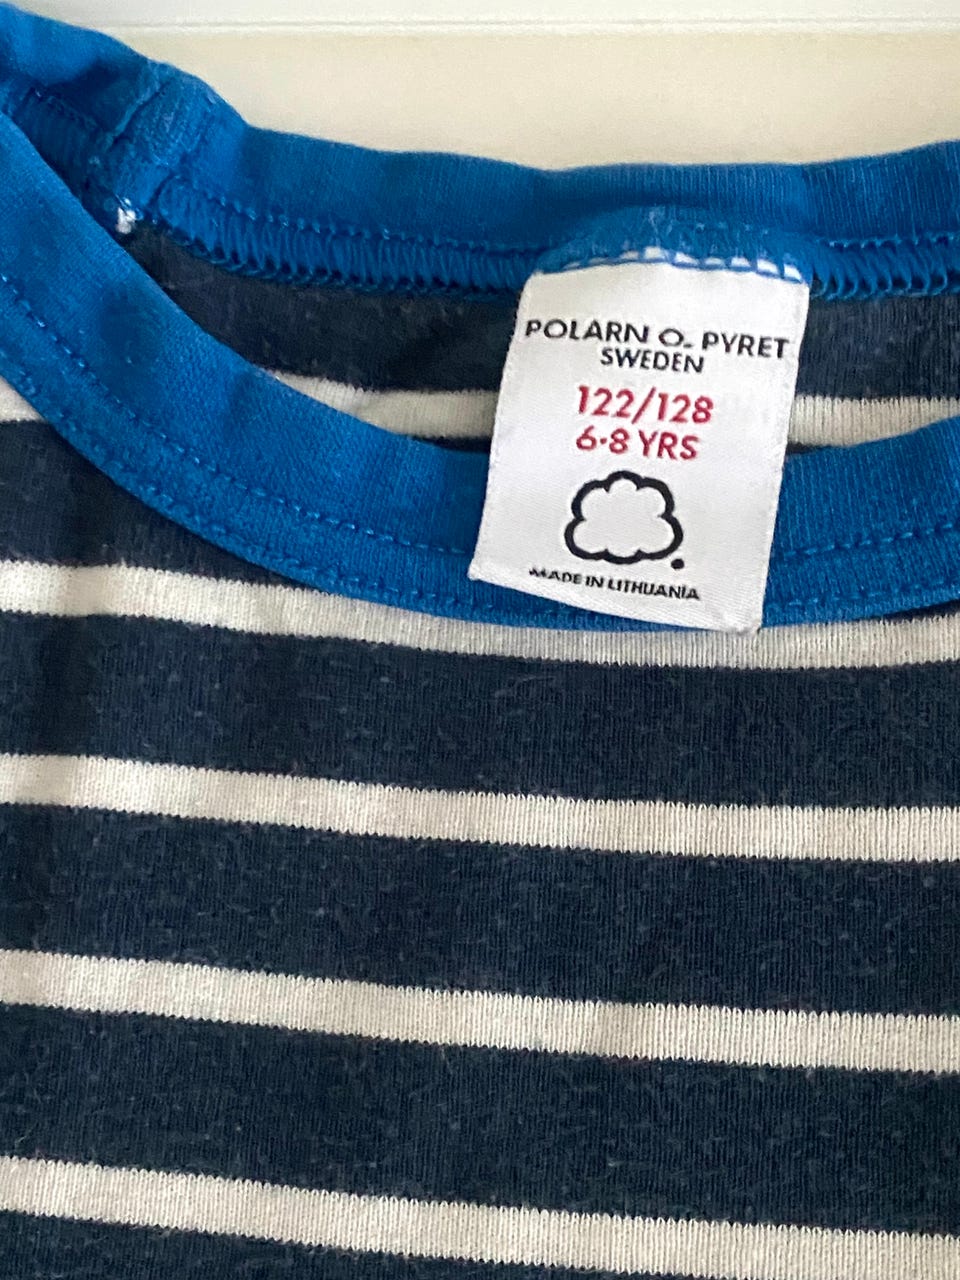 POLARN O. PYRET
SWEDEN
122/128
6-8 YRS
MADE IN LITHUANIA